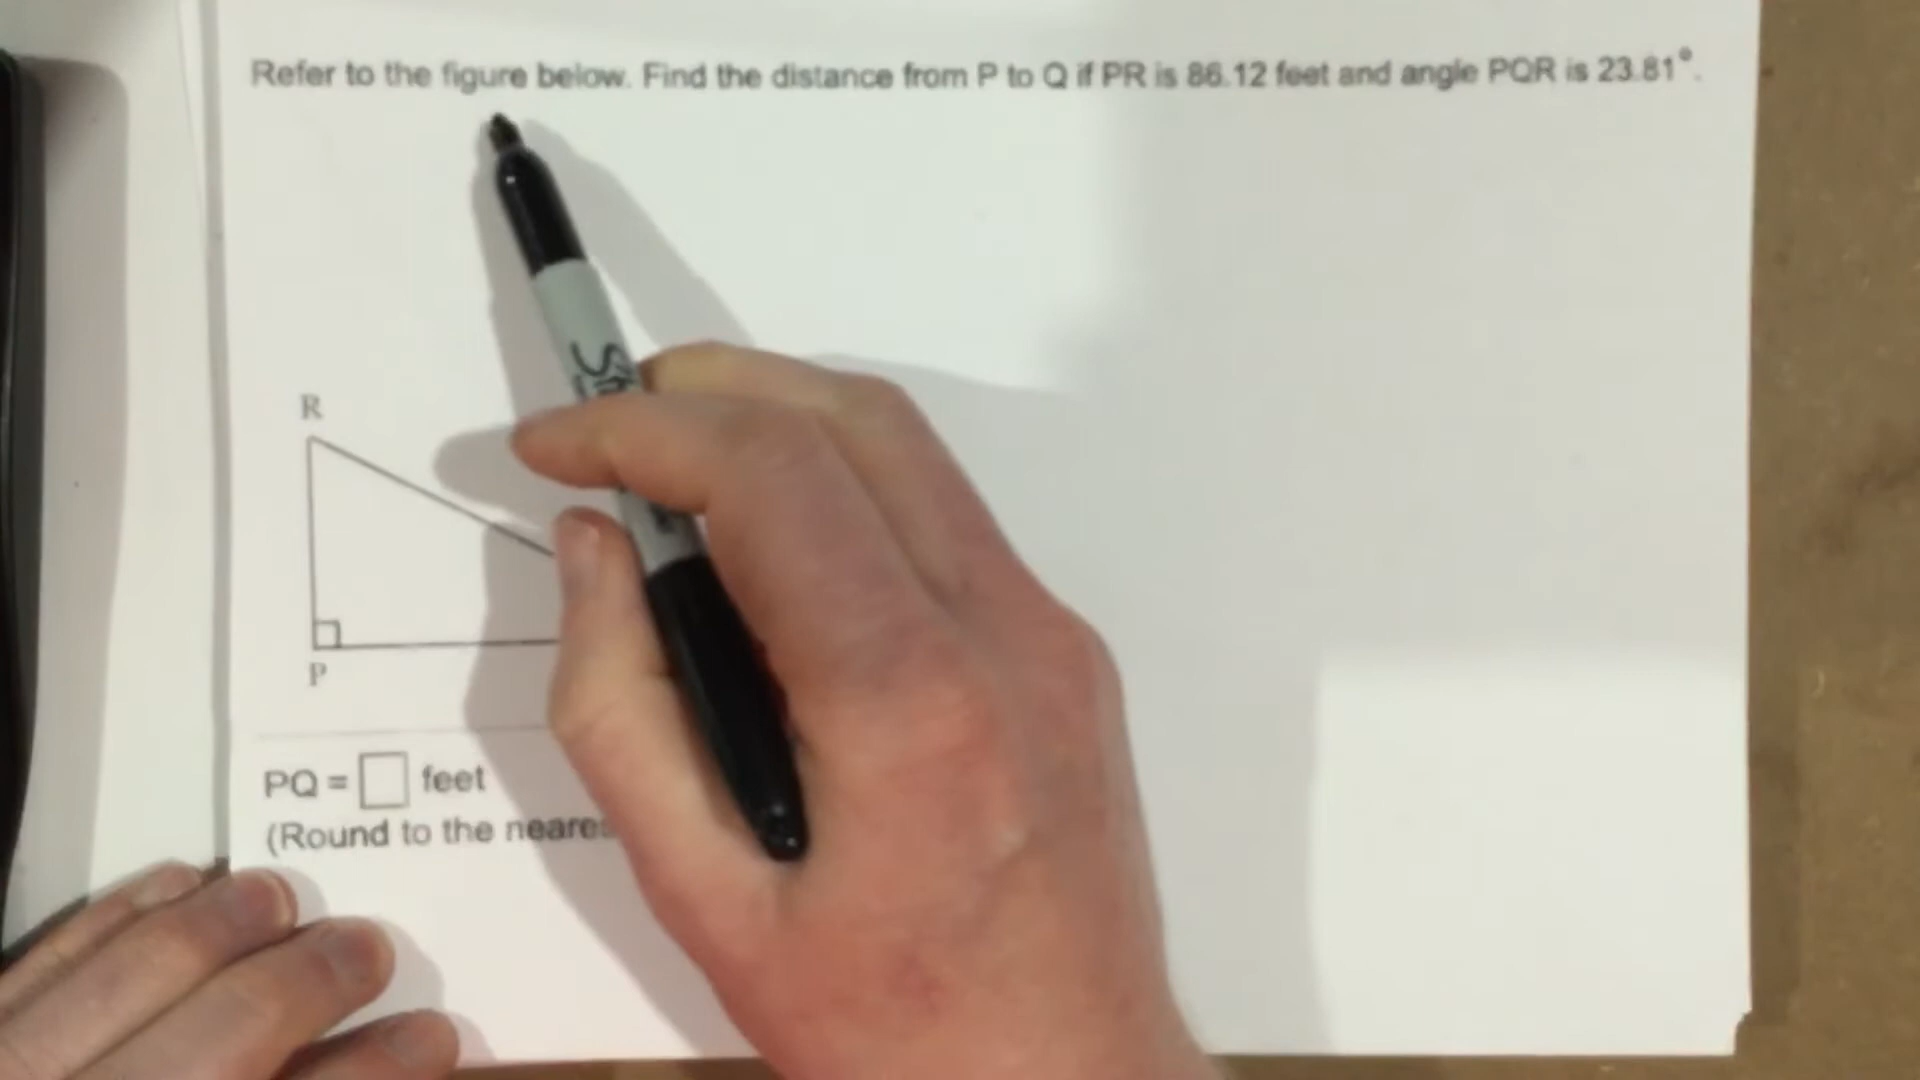 Refer to the figure below. Find the distance from P to Q if PR is 86.12 feet and angle PQR is 23.81°.
R
P
PQ = feet
(Round to the